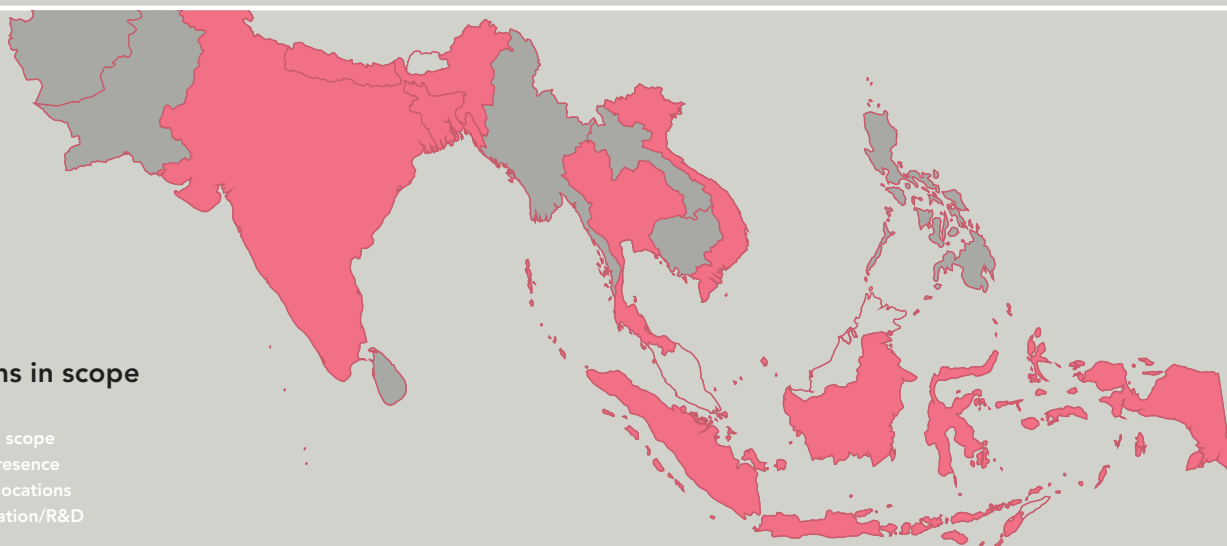 ns in scope
scope
resence
ocations
ation/R&D